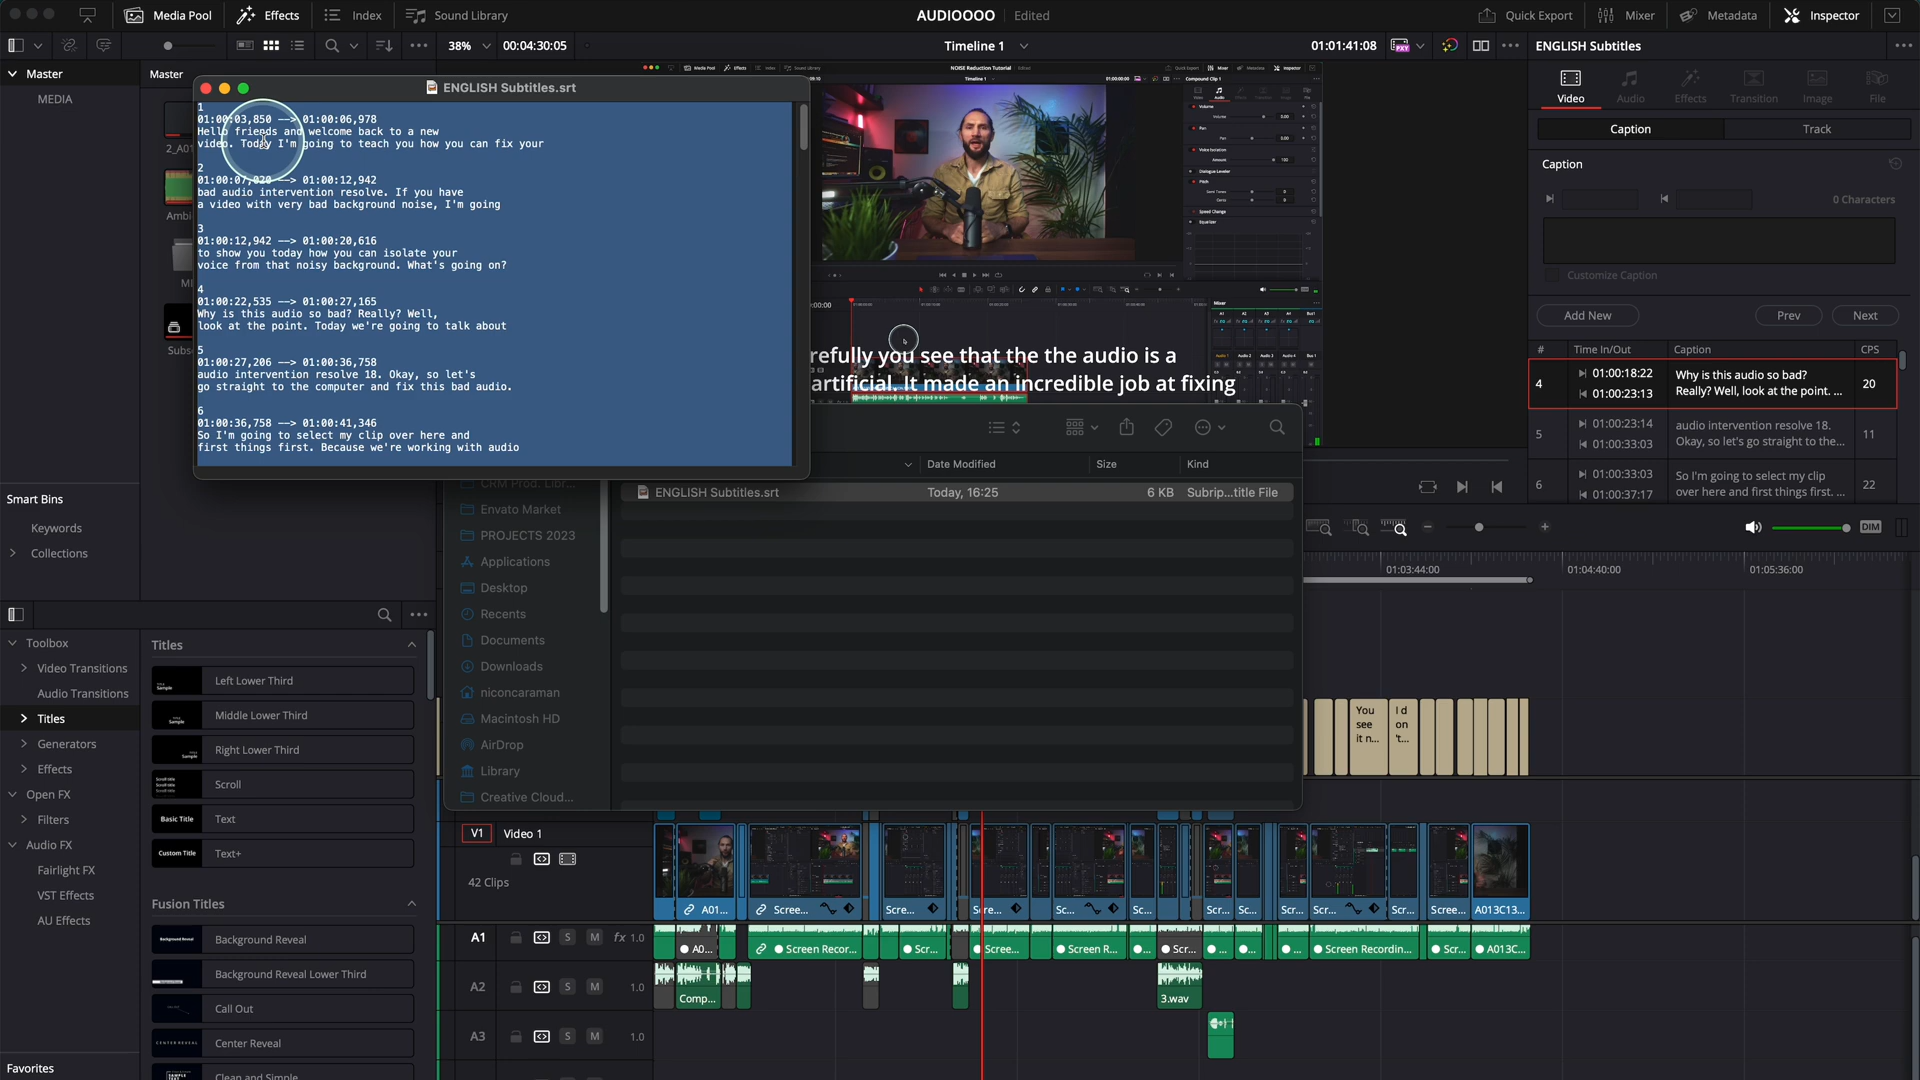 Media Pool
Effects
Index
Sound Library
AUDIOOOO
Edited
Quick Export
Mixer
Metadata
Inspector
38%
00:04:30:05
Timeline 1
01:01:41:08
ENGLISH Subtitles
Master
MEDIA
Master
ENGLISH Subtitles.srt
1
01:00:03,850 --> 01:00:06,978
Hello friends and welcome back to a new
video. Today I'm going to teach you how you can fix your
2
01:00:07,020 --> 01:00:12,942
bad audio intervention resolve. If you have
a video with very bad background noise, I'm going
3
01:00:12,942 --> 01:00:20,616
to show you today how you can isolate your
voice from that noisy background. What's going on?
4
01:00:22,535 --> 01:00:27,165
Why is this audio so bad? Really? Well,
look at the point. Today we're going to talk about
5
01:00:27,206 --> 01:00:36,758
audio intervention resolve 18. Okay, so let's
go straight to the computer and fix this bad audio.
6
01:00:36,758 --> 01:00:41,346
So I'm going to select my clip over here and
first things first. Because we're working with audio
NOISE Reduction Tutorial
Timeline 1
Compound Clip 1
refully you see that the the audio is a
artificial. It made an incredible job at fixing
Video
Audio
Effects
Transition
Image
File
Caption
Track
Caption
0 Characters
Customize Caption
Add New
Prev
Next
#
Time In/Out
Caption
CPS
4
01:00:18:22
01:00:23:13
Why is this audio so bad?
Really? Well, look at the point. ...
20
5
01:00:23:14
01:00:33:03
audio intervention resolve 18.
Okay, so let's go straight to the...
11
6
01:00:33:03
01:00:37:17
So I'm going to select my clip
over here and first things first. ...
22
Smart Bins
Keywords
Collections
Date Modified
Size
Kind
ENGLISH Subtitles.srt
Today, 16:25
6 KB
Subrip...title File
CRM Prod. Libr...
Envato Market
PROJECTS 2023
Applications
Desktop
Recents
Documents
Downloads
niconcaraman
Macintosh HD
AirDrop
Library
Creative Cloud...
DIM
01:03:44:00
01:04:40:00
01:05:36:00
Toolbox
Video Transitions
Audio Transitions
Titles
Generators
Effects
Open FX
Filters
Audio FX
Fairlight FX
VST Effects
AU Effects
Favorites
Titles
Left Lower Third
Middle Lower Third
Right Lower Third
Scroll
Basic Title
Text
Custom Title
Text+
Fusion Titles
Background Reveal
Background Reveal Lower Third
Call Out
Center Reveal
Clean and Simple
You
see
it n...
I d
on
't...
V1
Video 1
42 Clips
A01...
Scree...
Scre...
Sc...
Sc...
Scr...
Sc...
Scr...
Scr...
Scr...
Scree...
A013C13...
A1
S
M
fx
1.0
A0...
Screen Recor...
Scr...
Scree...
Screen R...
Scr...
Screen Recordin...
Scr...
A013C...
A2
S
M
1.0
Comp...
3.wav
A3
S
M
1.0